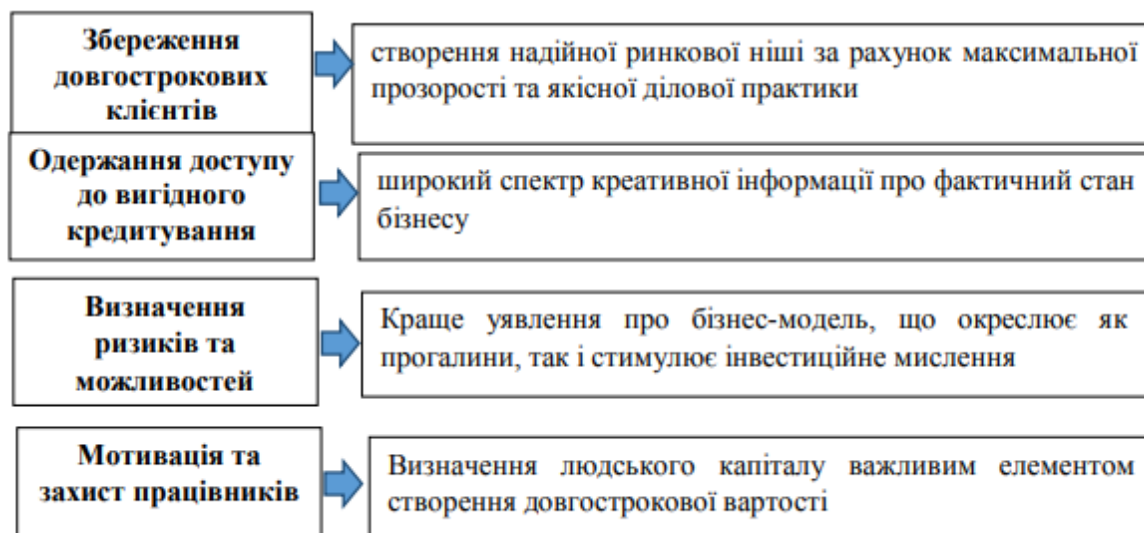 Збереження
довгострокових
клієнтів
створення надійної ринкової ніші за рахунок максимальної
прозорості та якісної ділової практики
Одержання доступу
до вигідного
кредитування
широкий спектр креативної інформації про фактичний стан
бізнесу
Визначення
ризиків та
можливостей
Краще уявлення про бізнес-модель, що окреслює як
прогалини, так і стимулює інвестиційне мислення
Мотивація та
захист працівників
Визначення людського капіталу важливим елементом
створення довгострокової вартості